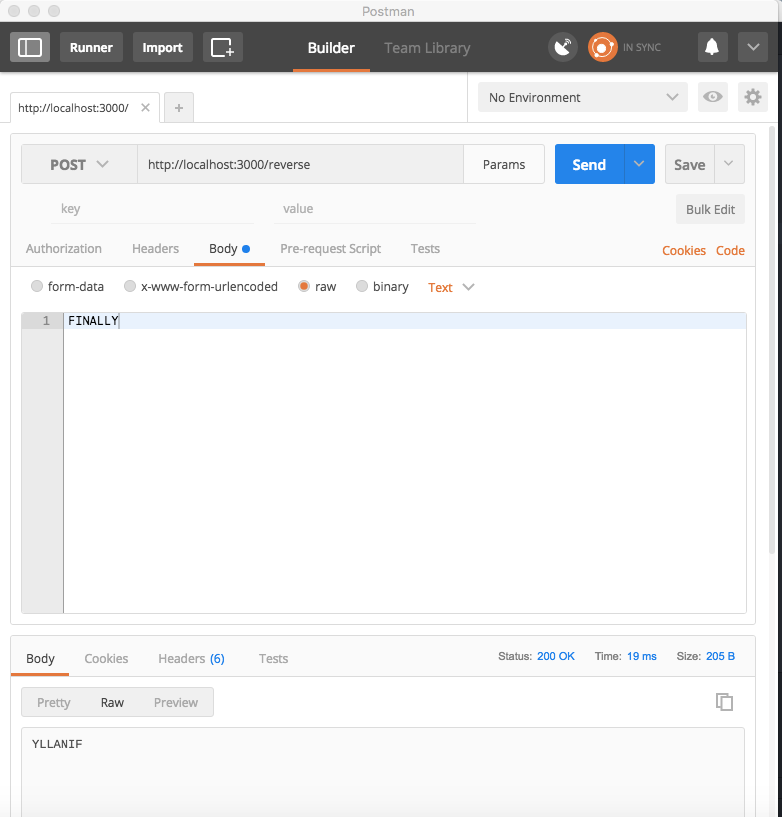 Postman
Runner Import Builder Team Library IN SYNC
http://localhost:3000/ No Environment
POST http://localhost:3000/reverse Params Send Save
key value Bulk Edit
Authorization Headers Body Pre-request Script Tests Cookies Code
form-data x-www-form-urlencoded raw binary Text
1 FINALLY
Body Cookies Headers (6) Tests Status: 200 OK Time: 19 ms Size: 205 B
Pretty Raw Preview
YLLANIF